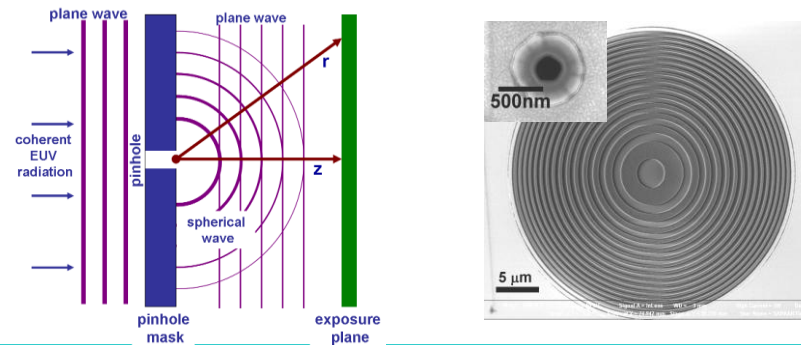 plane wave
plane wave
coherent
EUV
radiation
pinhole
r
z
spherical
wave
pinhole
mask
exposure
plane
500nm
5 μm